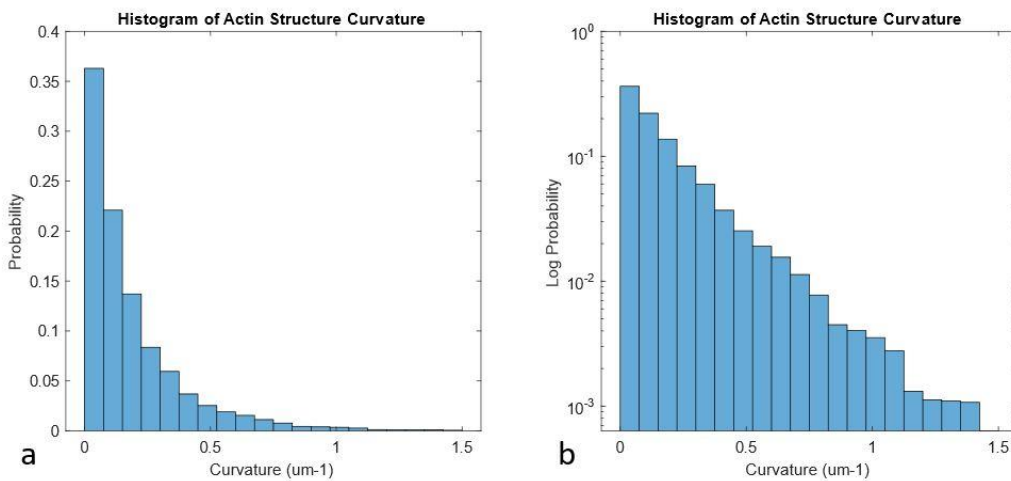 Histogram of Actin Structure Curvature
0.4
0.35
0.3
0.25
0.2
0.15
0.1
0.05
0
Probability
0
0.5
1
1.5
Curvature (um-1)
a
Histogram of Actin Structure Curvature
10^0
10^-1
10^-2
10^-3
Log Probability
0
0.5
1
1.5
Curvature (um-1)
b